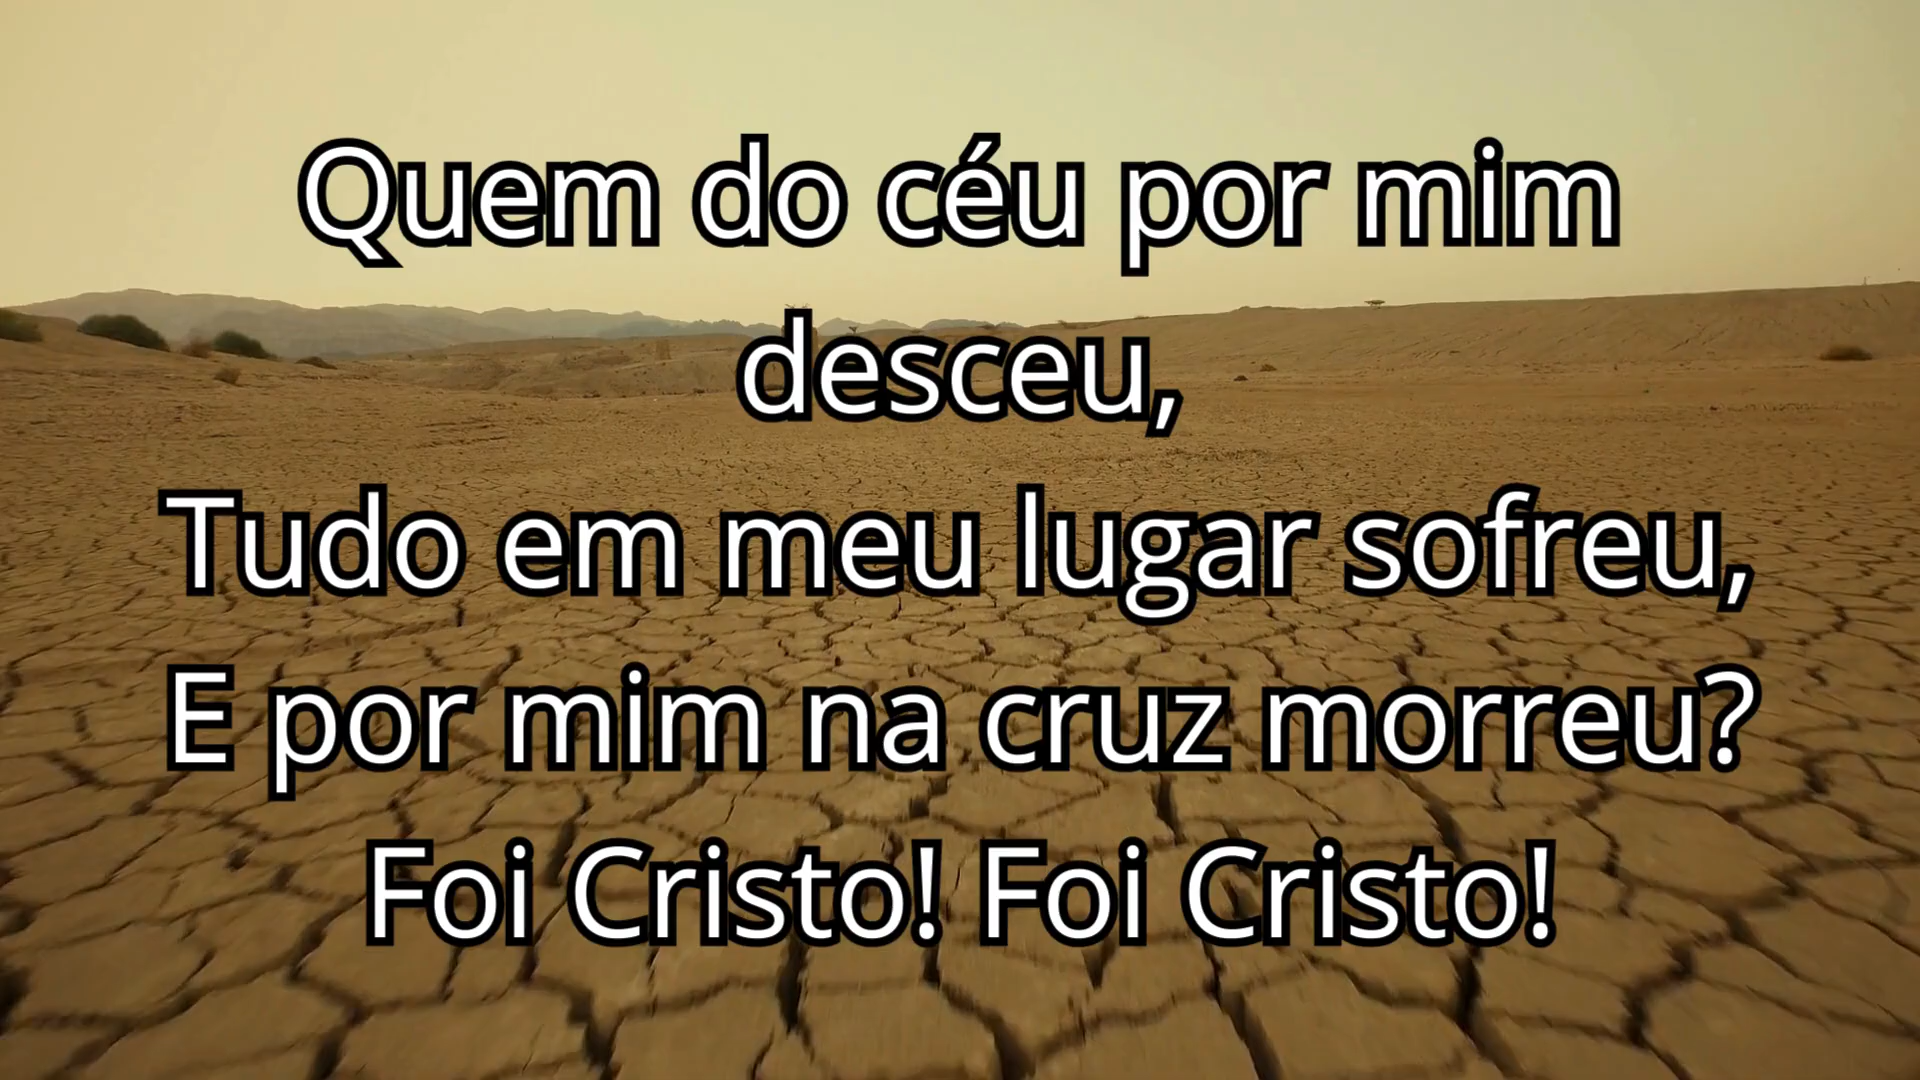 Quem do céu por mim
desceu,
Tudo em meu lugar sofreu,
E por mim na cruz morreu?
Foi Cristo! Foi Cristo!